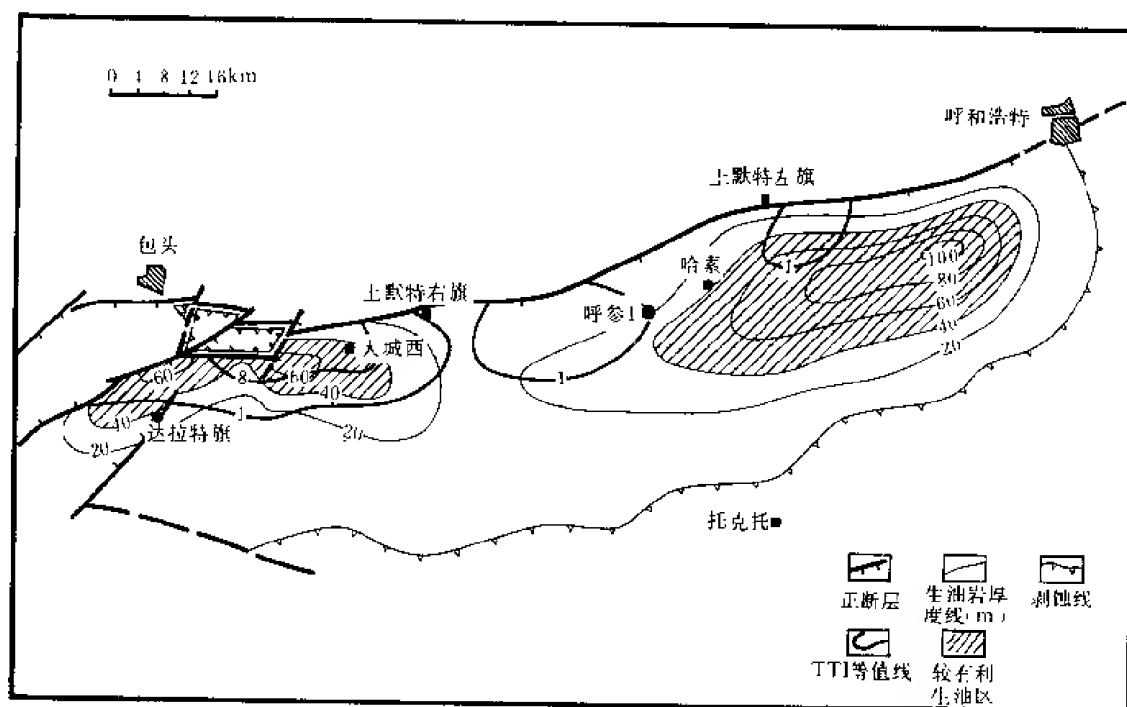 0 4 8 12 16km
呼和浩特
土默特左旗
包头
哈素
1
100
80
60
40
20
土默特右旗
呼参1
大城西
60
8
60
40
1
40
1
20
20
达拉特旗
托克托
正断层
生油岩厚
度线(m)
剥蚀线
TTI等值线
较有利
生油区